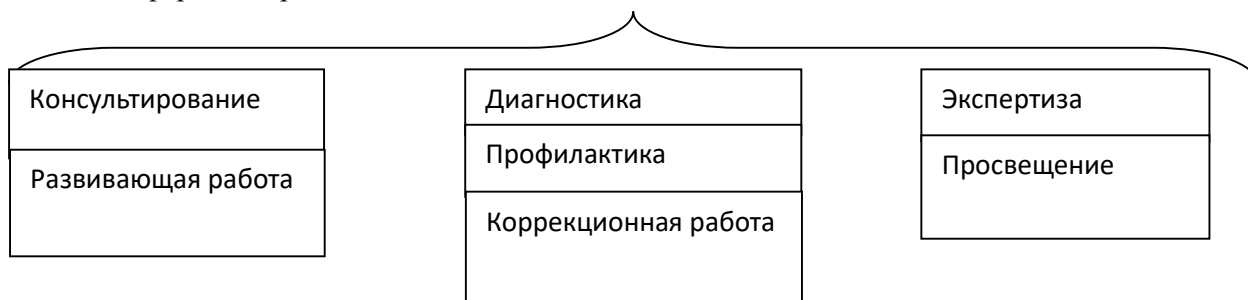 Консультирование
Развивающая работа
Диагностика
Профилактика
Коррекционная работа
Экспертиза
Просвещение